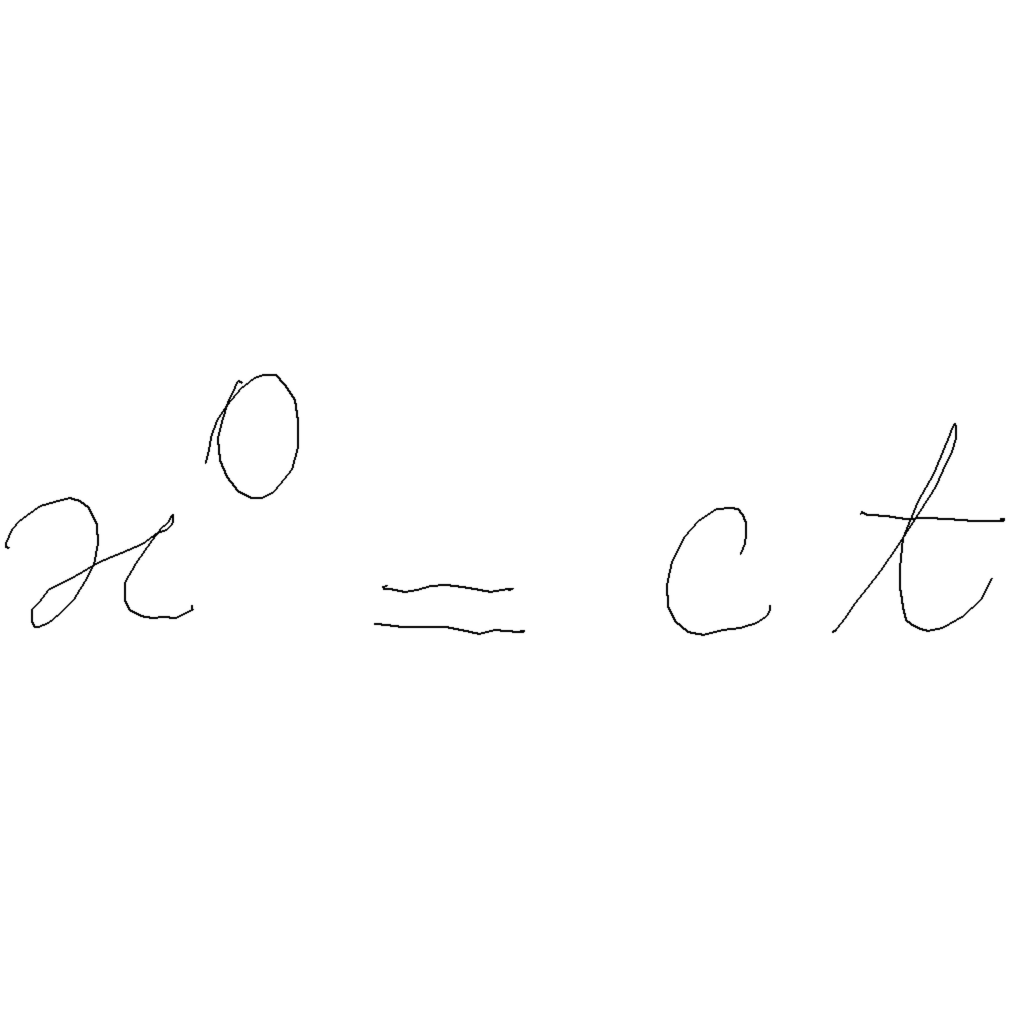 x⁰ = ct